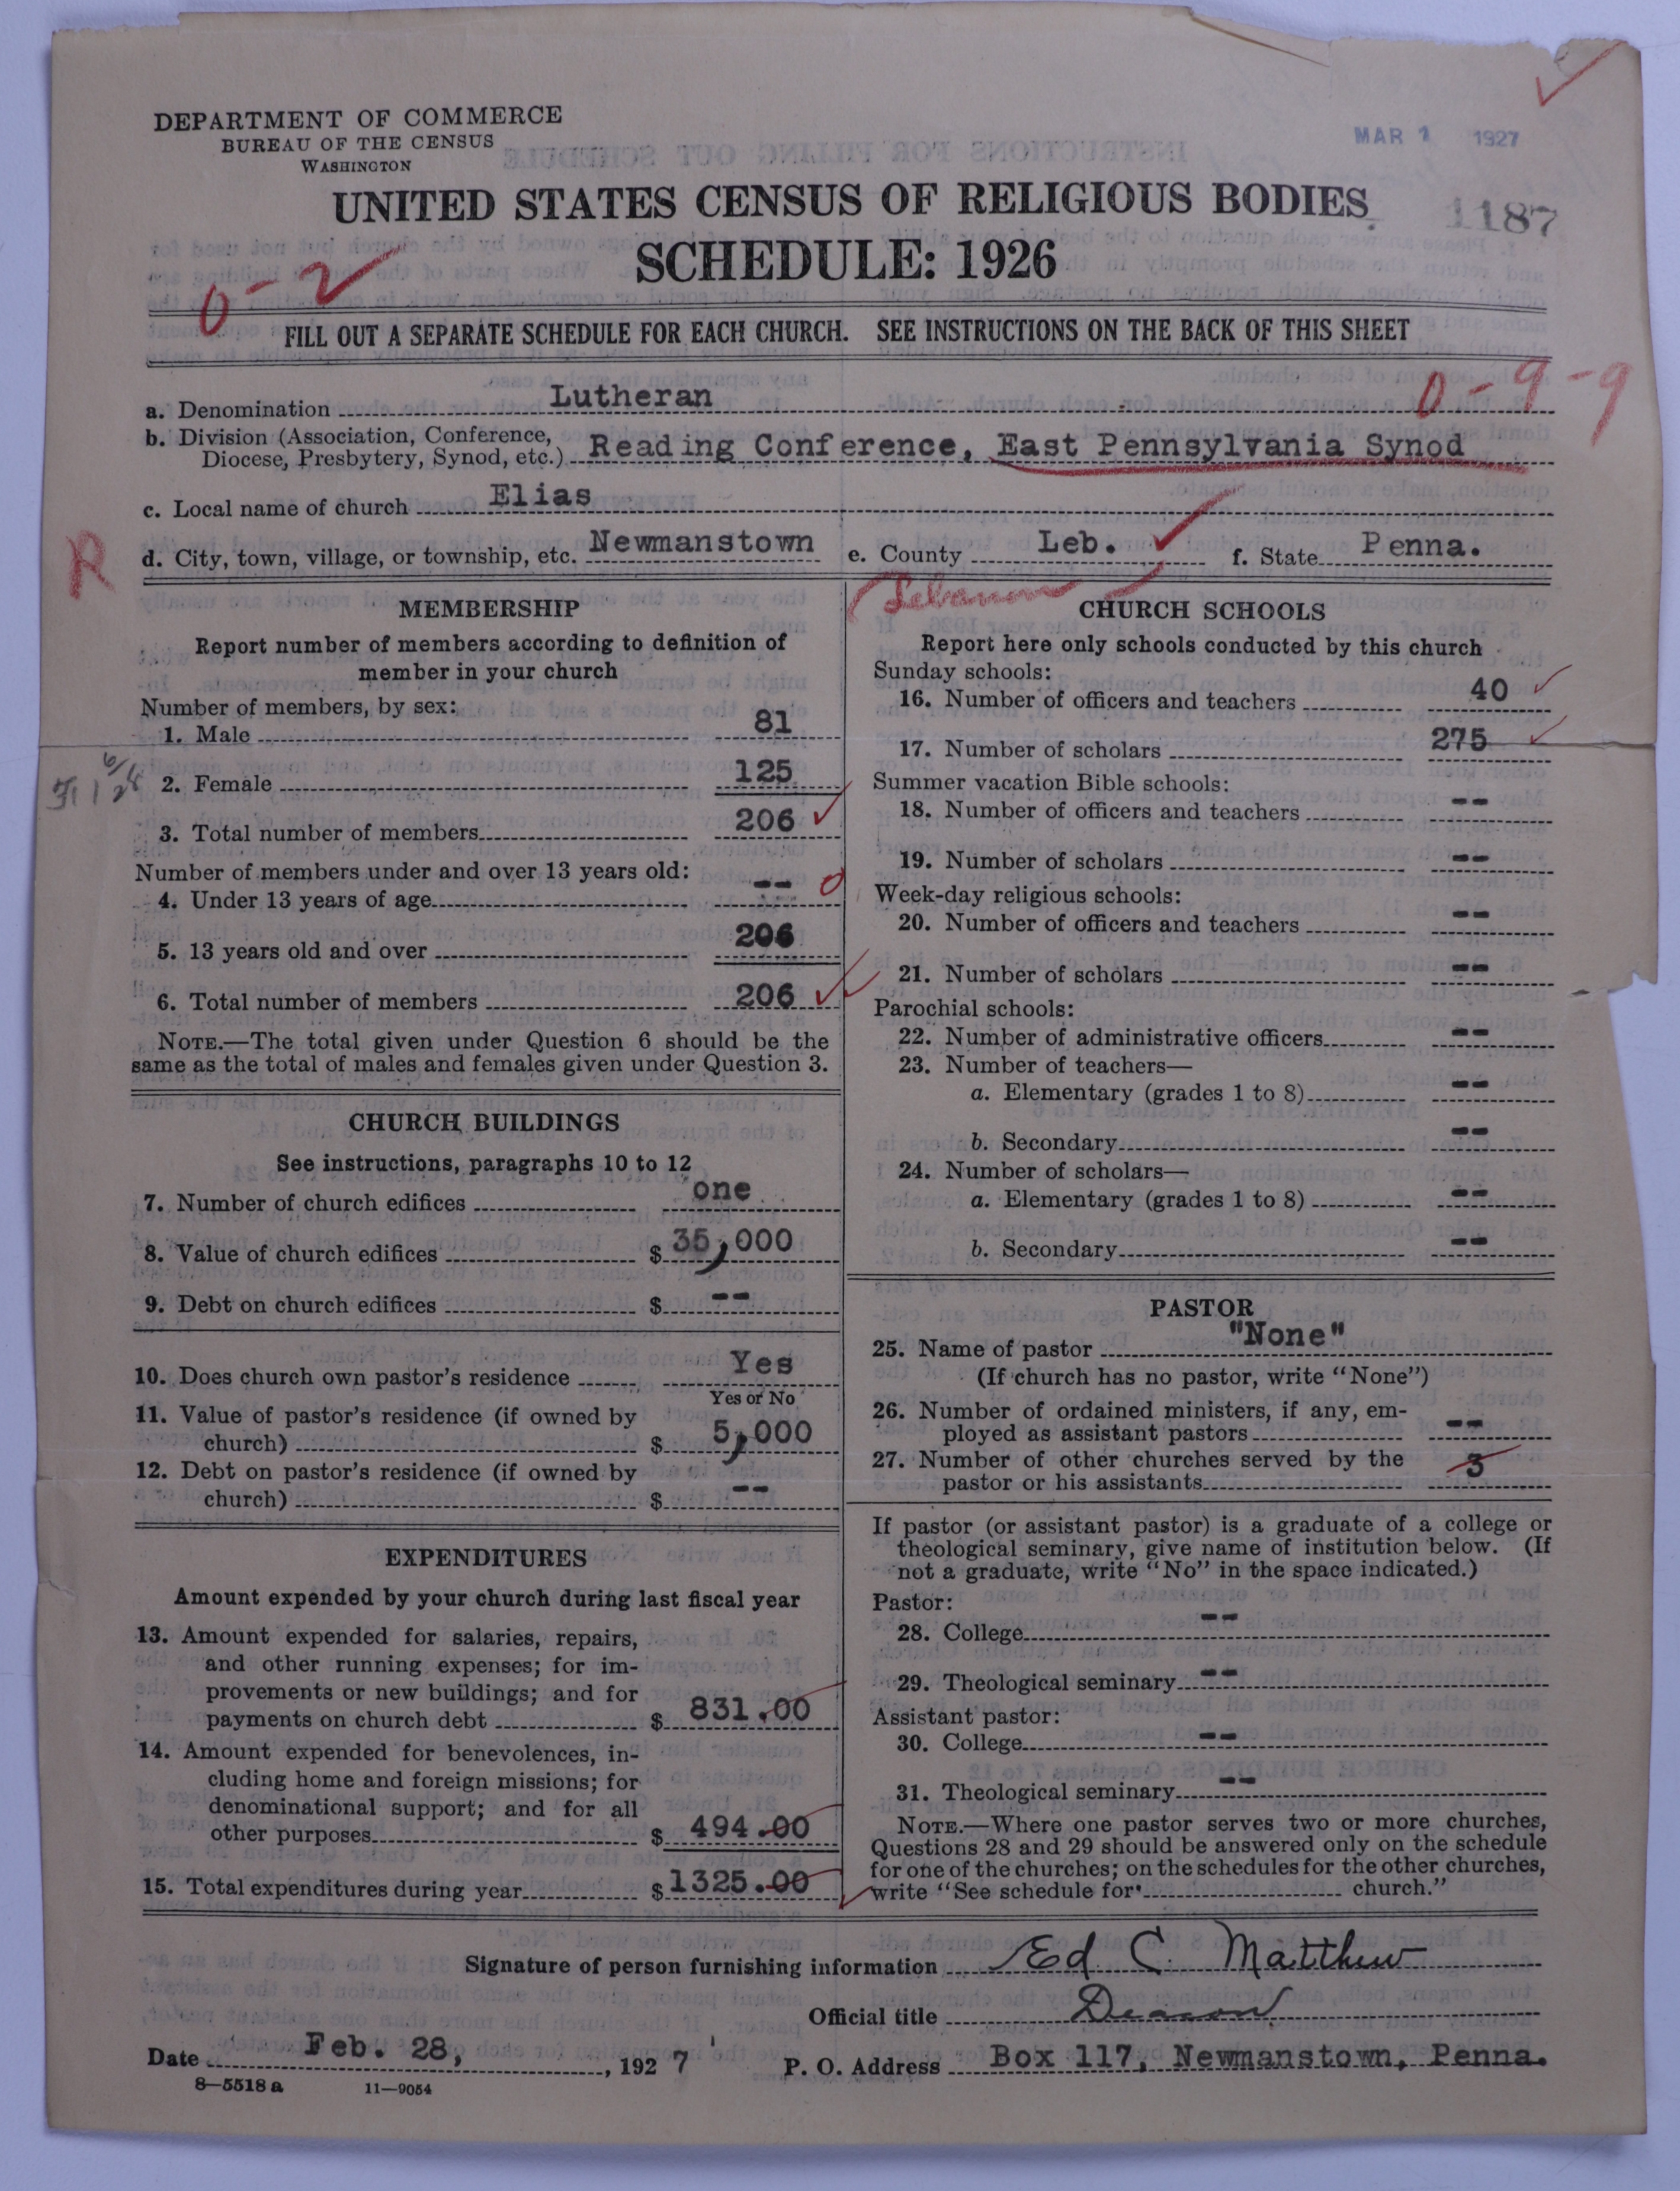 DEPARTMENT OF COMMERCE
BUREAU OF THE CENSUS
WASHINGTON
MAR 1 1927
UNITED STATES CENSUS OF RELIGIOUS BODIES
1187
SCHEDULE: 1926
0-2
FILL OUT A SEPARATE SCHEDULE FOR EACH CHURCH. SEE INSTRUCTIONS ON THE BACK OF THIS SHEET
0-9-9
a. Denomination Lutheran
b. Division (Association, Conference,
Diocese, Presbytery, Synod, etc.) Reading Conference, East Pennsylvania Synod
c. Local name of church Elias
R
d. City, town, village, or township, etc. Newmanstown e. County Leb. f. State Penna.
Lebanon
MEMBERSHIP
Report number of members according to definition of
member in your church
Number of members, by sex:
1. Male 81
2. Female 125
3. Total number of members 206
Number of members under and over 13 years old:
4. Under 13 years of age -- 0
5. 13 years old and over 206
6. Total number of members 206
NOTE.—The total given under Question 6 should be the
same as the total of males and females given under Question 3.
CHURCH BUILDINGS
See instructions, paragraphs 10 to 12
7. Number of church edifices one
8. Value of church edifices $ 35,000
9. Debt on church edifices $ --
10. Does church own pastor's residence Yes
Yes or No
11. Value of pastor's residence (if owned by
church) $ 5,000
12. Debt on pastor's residence (if owned by
church) $ --
EXPENDITURES
Amount expended by your church during last fiscal year
13. Amount expended for salaries, repairs,
and other running expenses; for im-
provements or new buildings; and for
payments on church debt $ 831.00
14. Amount expended for benevolences, in-
cluding home and foreign missions; for
denominational support; and for all
other purposes $ 494.00
15. Total expenditures during year $ 1325.00
CHURCH SCHOOLS
Report here only schools conducted by this church
Sunday schools:
16. Number of officers and teachers 40
17. Number of scholars 275
Summer vacation Bible schools:
18. Number of officers and teachers --
19. Number of scholars --
Week-day religious schools:
20. Number of officers and teachers --
21. Number of scholars --
Parochial schools:
22. Number of administrative officers --
23. Number of teachers—
a. Elementary (grades 1 to 8) --
b. Secondary --
24. Number of scholars—
a. Elementary (grades 1 to 8) --
b. Secondary --
PASTOR
25. Name of pastor "None"
(If church has no pastor, write "None")
26. Number of ordained ministers, if any, em-
ployed as assistant pastors --
27. Number of other churches served by the
pastor or his assistants 3
If pastor (or assistant pastor) is a graduate of a college or
theological seminary, give name of institution below. (If
not a graduate, write "No" in the space indicated.)
Pastor:
28. College --
29. Theological seminary --
Assistant pastor:
30. College --
31. Theological seminary --
NOTE.—Where one pastor serves two or more churches,
Questions 28 and 29 should be answered only on the schedule
for one of the churches; on the schedules for the other churches,
write "See schedule for church."
Signature of person furnishing information Ed. C. Matthew
Official title Deacon
Date Feb. 28, , 1927 P. O. Address Box 117, Newmanstown, Penna.
8—5518 a 11—9054